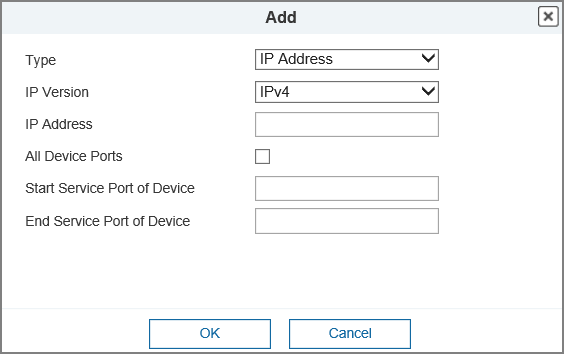 Add
Type IP Address
IP Version IPv4
IP Address
All Device Ports
Start Service Port of Device
End Service Port of Device
OK Cancel